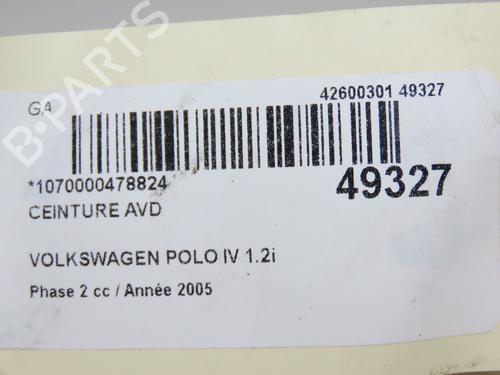 GA
42600301 49327
*1070000478824
49327
CEINTURE AVD
VOLKSWAGEN POLO IV 1.2i
Phase 2 cc / Année 2005
B-PARTS